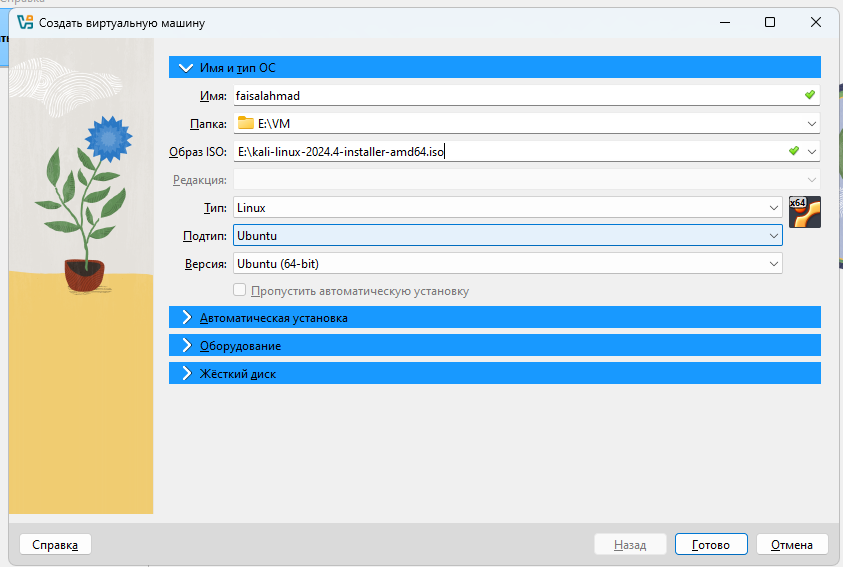 Справка
Создать виртуальную машину
Имя и тип ОС
Имя: faisalahmad
Папка: E:\VM
Образ ISO: E:\kali-linux-2024.4-installer-amd64.iso
Редакция:
Тип: Linux
x64
Подтип: Ubuntu
Версия: Ubuntu (64-bit)
Пропустить автоматическую установку
Автоматическая установка
Оборудование
Жёсткий диск
Справка Назад Готово Отмена